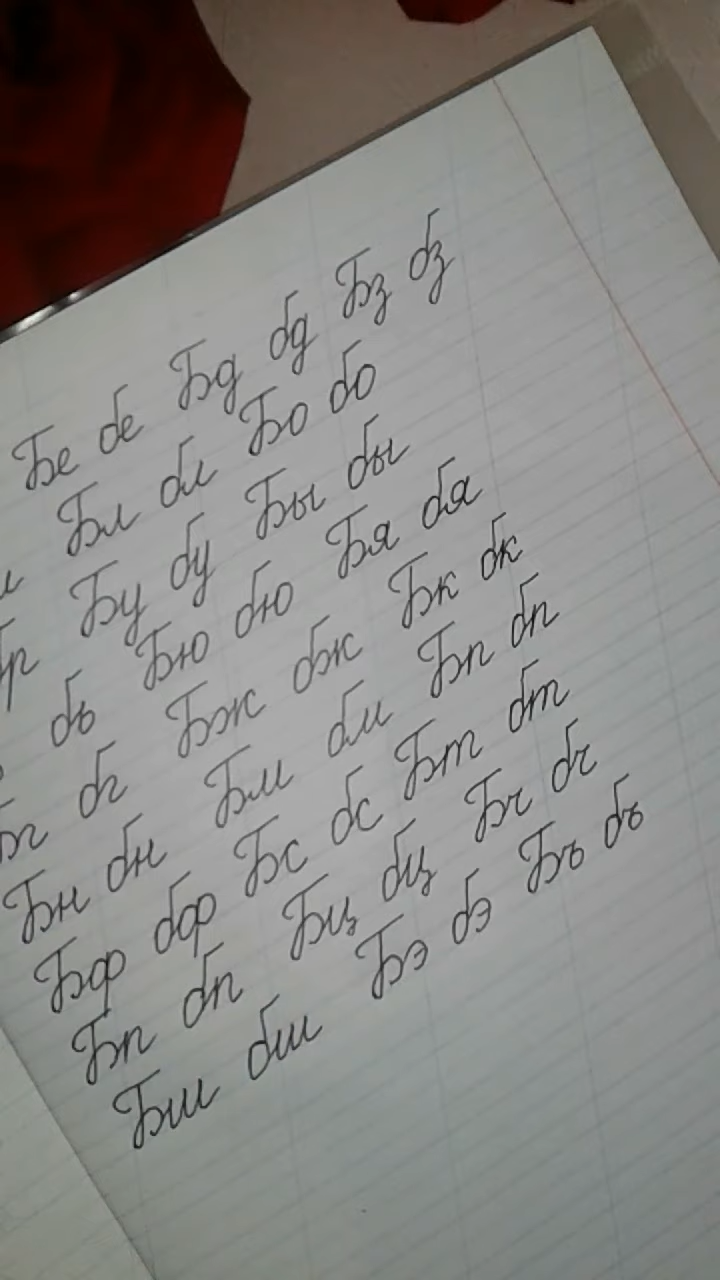 Бе бе Бд бд Бз бз
Бл бл Бо бо
Бу бу Бы бы
бь Бю бю Бя бя
бг Бж бж Бк бк
Бн бн Бм бм Бп бп
Бф бф Бс бс Бт бт
Бп бп Бц бц Бч бч
Бш бш Бэ бэ Бъ бъ